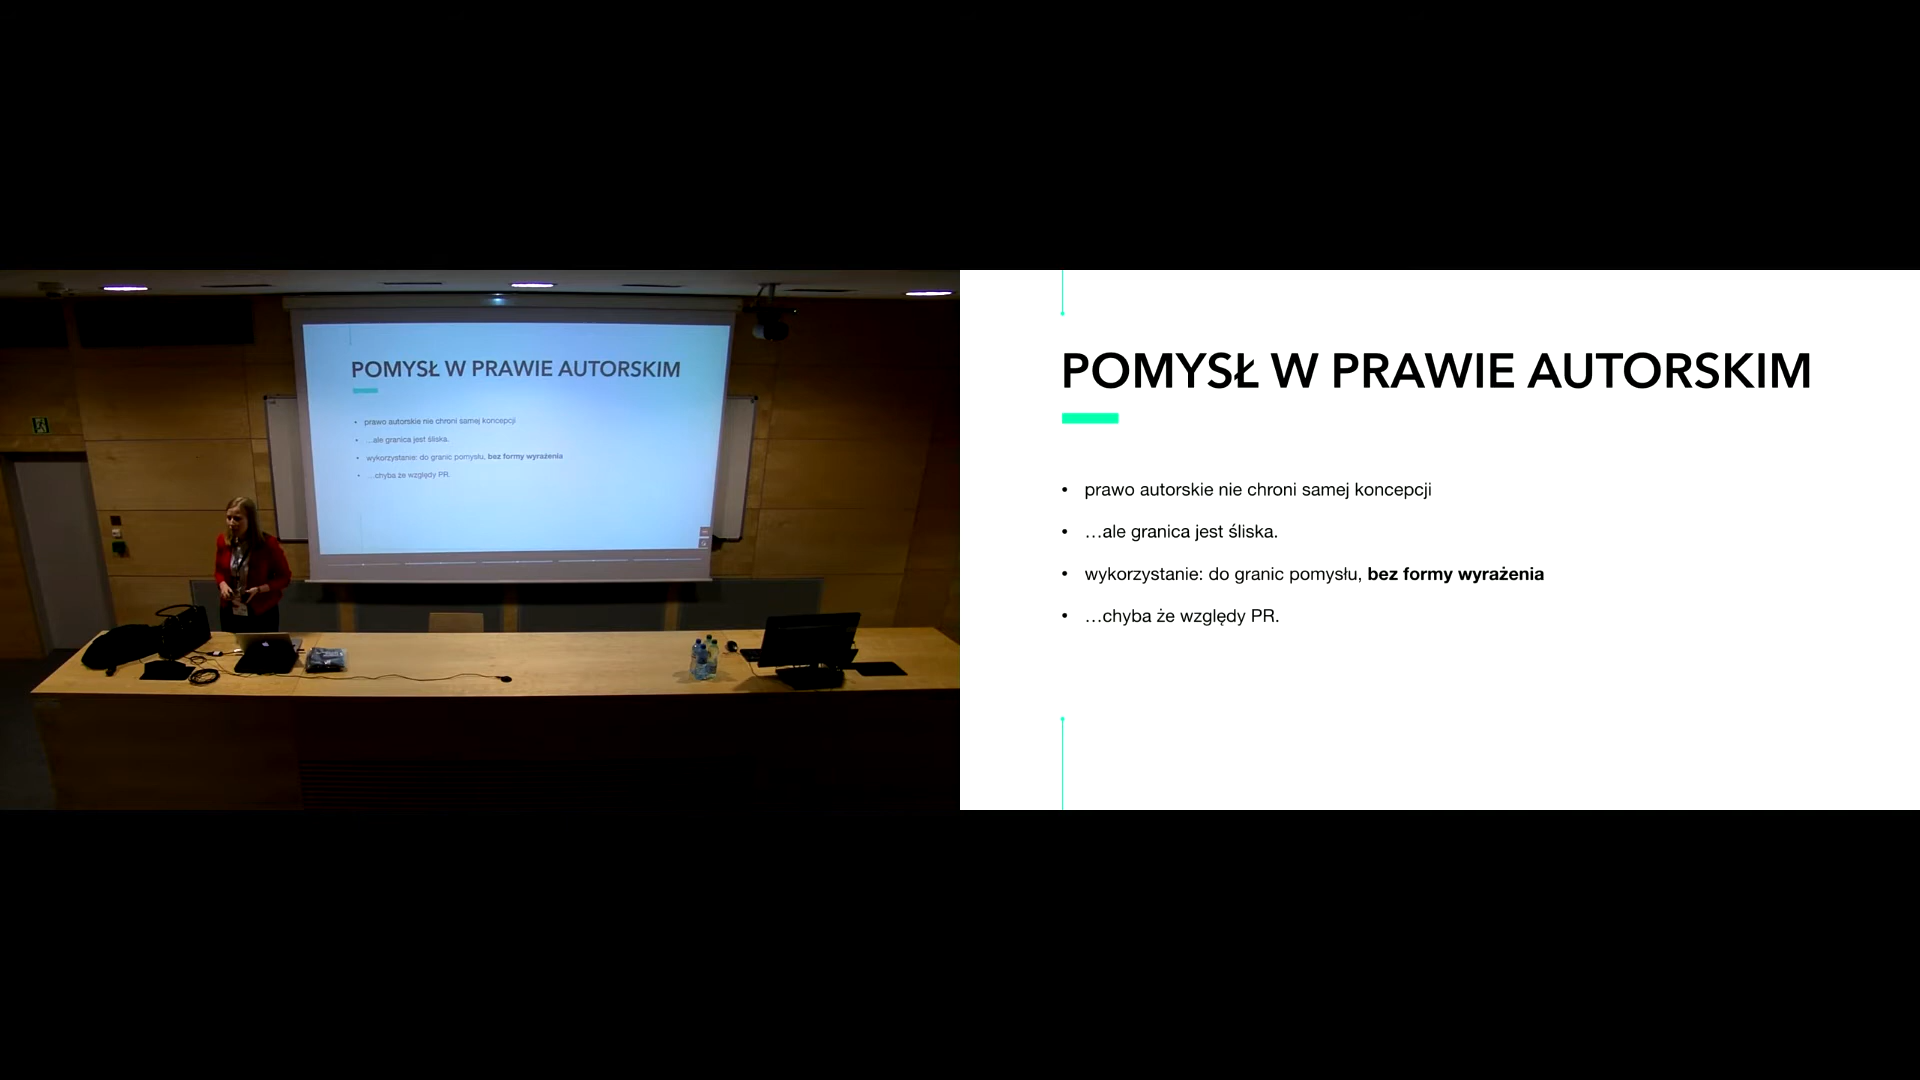 POMYSŁ W PRAWIE AUTORSKIM
prawo autorskie nie chroni samej koncepcji
...ale granica jest śliska.
wykorzystanie: do granic pomysłu, bez formy wyrażenia
...chyba że względy PR.
POMYSŁ W PRAWIE AUTORSKIM
• prawo autorskie nie chroni samej koncepcji
• …ale granica jest śliska.
• wykorzystanie: do granic pomysłu, bez formy wyrażenia
• …chyba że względy PR.